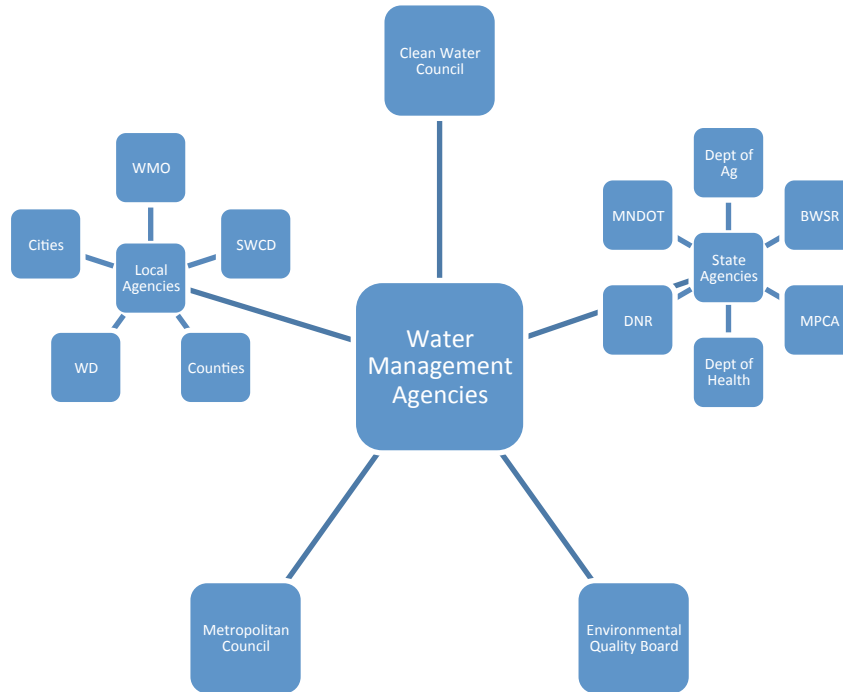 Clean Water
Council
WMO
Cities
SWCD
Local
Agencies
WD
Counties
Dept of
Ag
MNDOT
BWSR
State
Agencies
DNR
MPCA
Dept of
Health
Water
Management
Agencies
Metropolitan
Council
Environmental
Quality Board